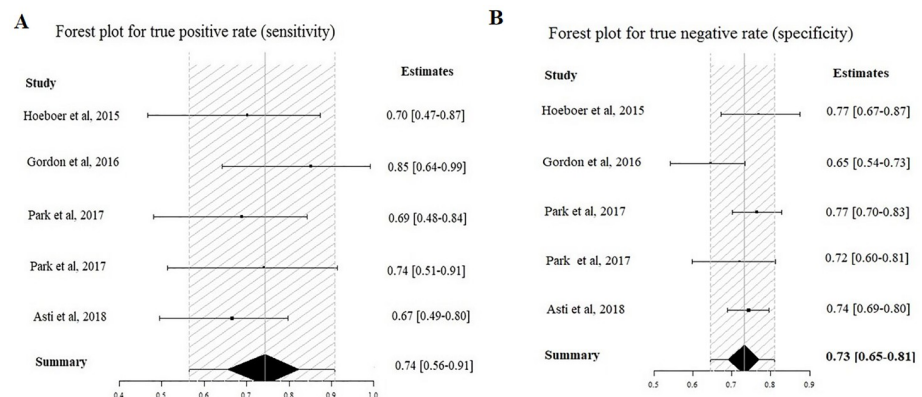 A
Forest plot for true positive rate (sensitivity)
Study
Estimates
Hoeboer et al, 2015
0.70 [0.47-0.87]
Gordon et al, 2016
0.85 [0.64-0.99]
Park et al, 2017
0.69 [0.48-0.84]
Park et al, 2017
0.74 [0.51-0.91]
Asti et al, 2018
0.67 [0.49-0.80]
Summary
0.74 [0.56-0.91]
0.4 0.5 0.6 0.7 0.8 0.9 1.0
B
Forest plot for true negative rate (specificity)
Study
Estimates
Hoeboer et al, 2015
0.77 [0.67-0.87]
Gordon et al, 2016
0.65 [0.54-0.73]
Park et al, 2017
0.77 [0.70-0.83]
Park et al, 2017
0.72 [0.60-0.81]
Asti et al, 2018
0.74 [0.69-0.80]
Summary
0.73 [0.65-0.81]
0.5 0.6 0.7 0.8 0.9